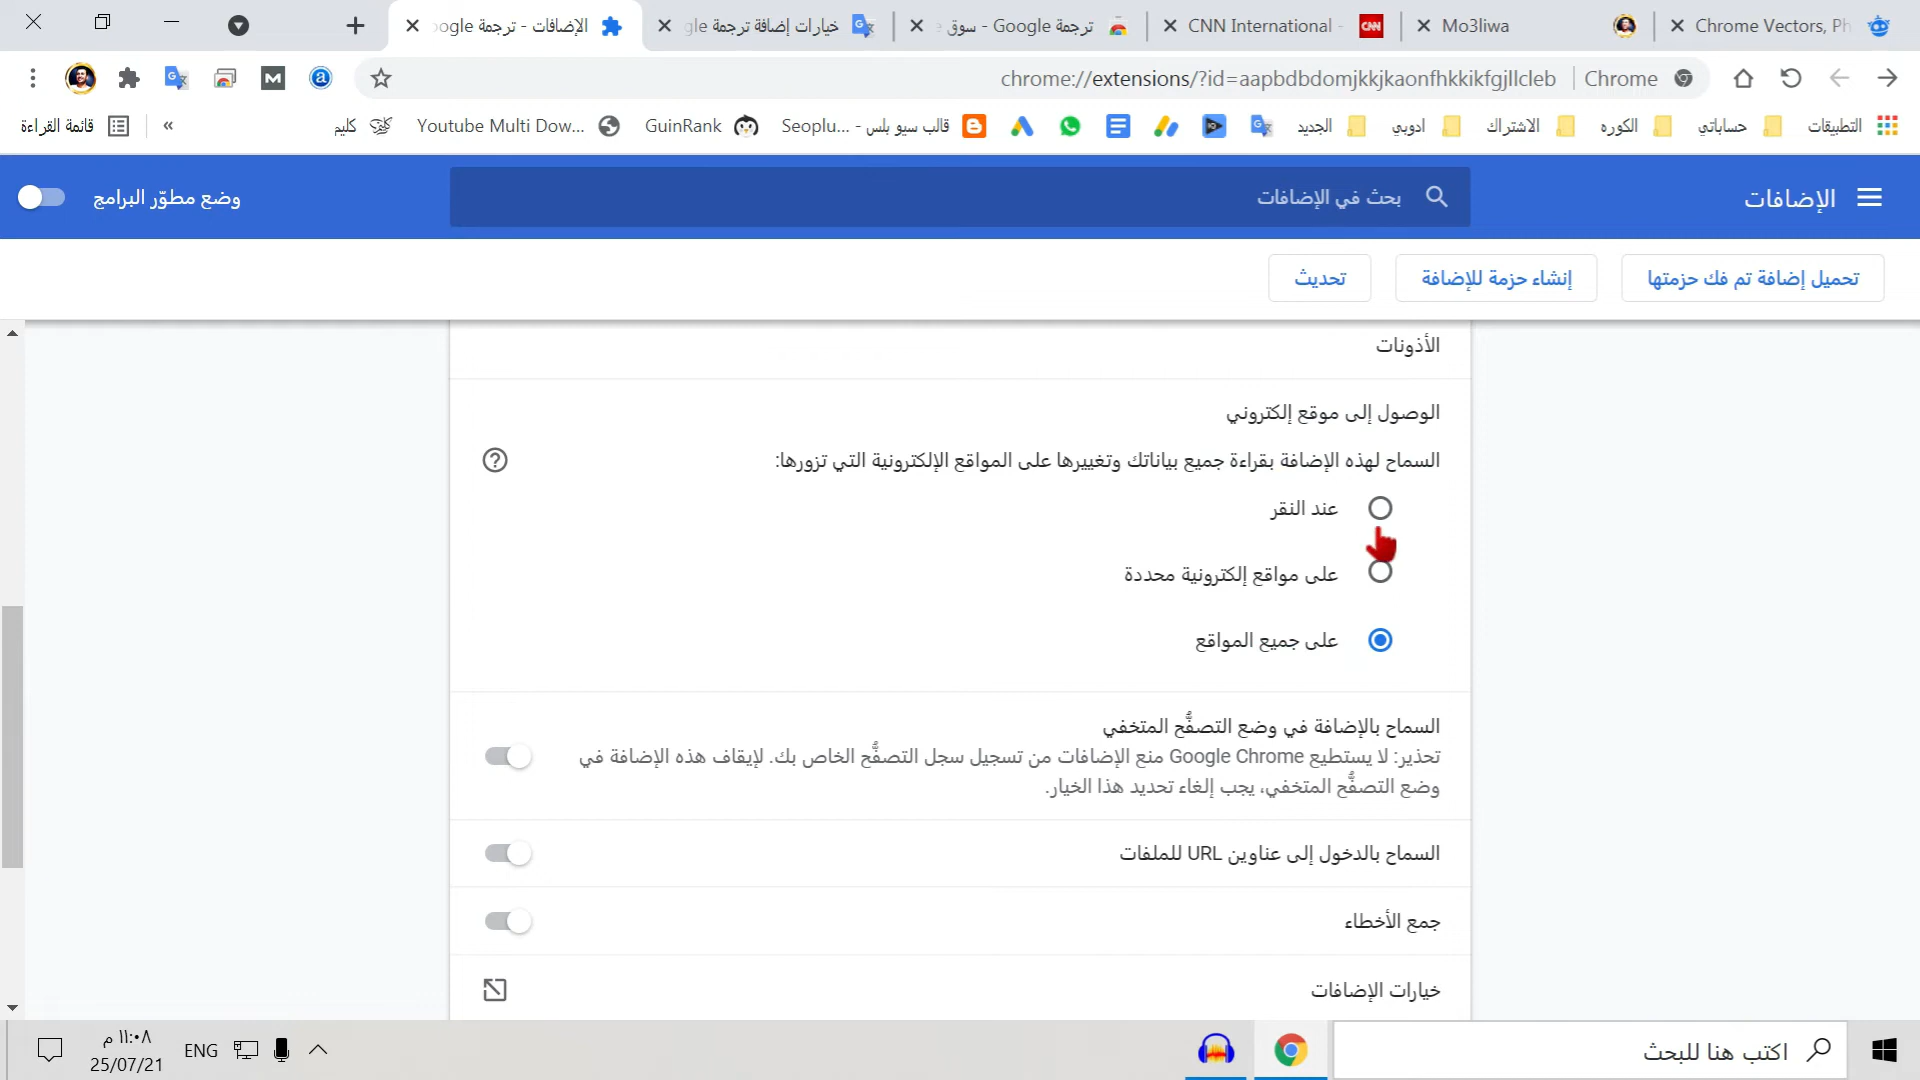 الإضافات - ترجمة oogle
خيارات إضافة ترجمة gle
ترجمة Google - سوق e
CNN International -
Mo3liwa
Chrome Vectors, Ph
chrome://extensions/?id=aapbdbdomjkkjkaonfhkkikfgjllcleb
Chrome
التطبيقات
حساباتي
الكوره
الاشتراك
ادوبي
الجديد
قالب سيو بلس - Seoplu...
GuinRank
Youtube Multi Dow...
كليم
»
قائمة القراءة
الإضافات
بحث في الإضافات
وضع مطوّر البرامج
تحميل إضافة تم فك حزمتها
إنشاء حزمة للإضافة
تحديث
الأذونات
الوصول إلى موقع إلكتروني
السماح لهذه الإضافة بقراءة جميع بياناتك وتغييرها على المواقع الإلكترونية التي تزورها:
عند النقر
على مواقع إلكترونية محددة
على جميع المواقع
السماح بالإضافة في وضع التصفُّح المتخفي
تحذير: لا يستطيع Google Chrome منع الإضافات من تسجيل سجل التصفُّح الخاص بك. لإيقاف هذه الإضافة في
وضع التصفُّح المتخفي، يجب إلغاء تحديد هذا الخيار.
السماح بالدخول إلى عناوين URL للملفات
جمع الأخطاء
خيارات الإضافات
اكتب هنا للبحث
ENG
١١:٠٨ م
25/07/21